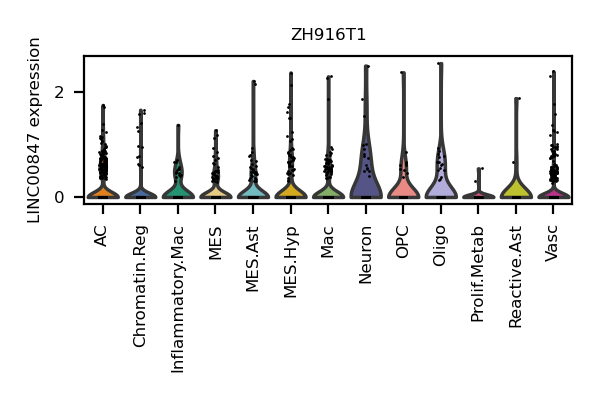 ZH916T1
LINC00847 expression
2
0
AC
Chromatin.Reg
Inflammatory.Mac
MES
MES.Ast
MES.Hyp
Mac
Neuron
OPC
Oligo
Prolif.Metab
Reactive.Ast
Vasc